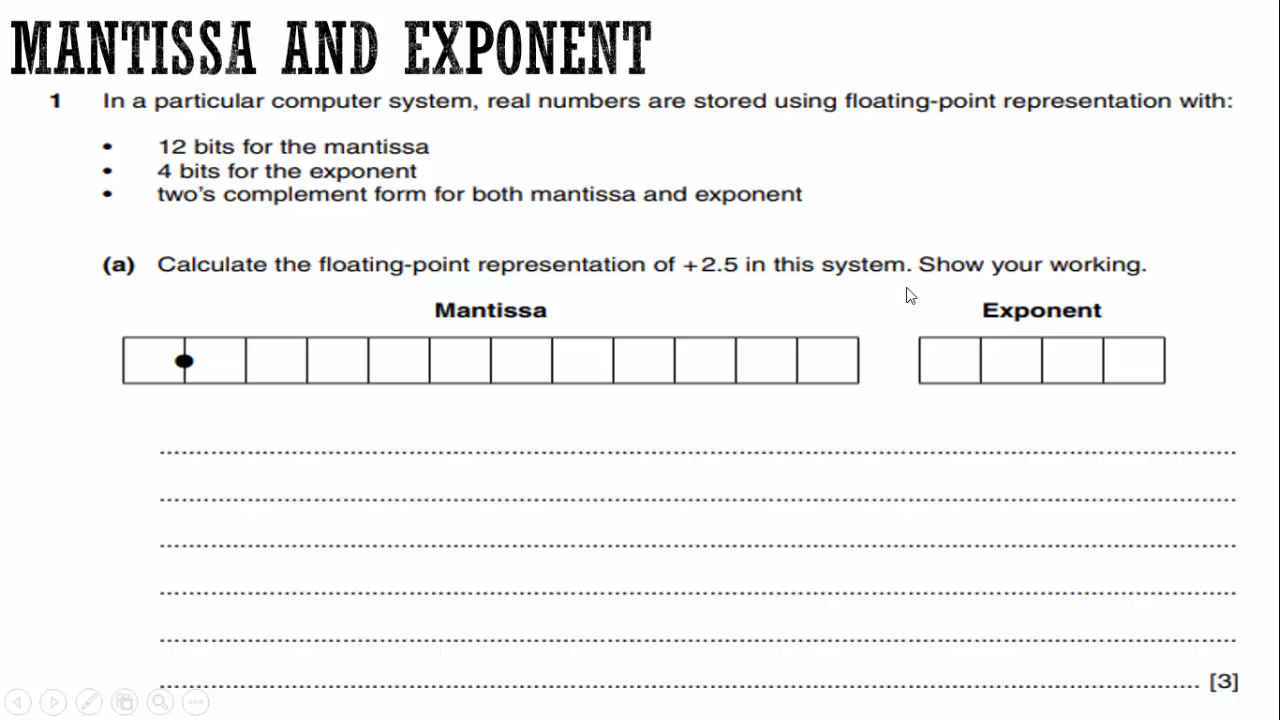 MANTISSA AND EXPONENT
1 In a particular computer system, real numbers are stored using floating-point representation with:
• 12 bits for the mantissa
• 4 bits for the exponent
• two's complement form for both mantissa and exponent
(a) Calculate the floating-point representation of +2.5 in this system. Show your working.
Mantissa Exponent
[3]